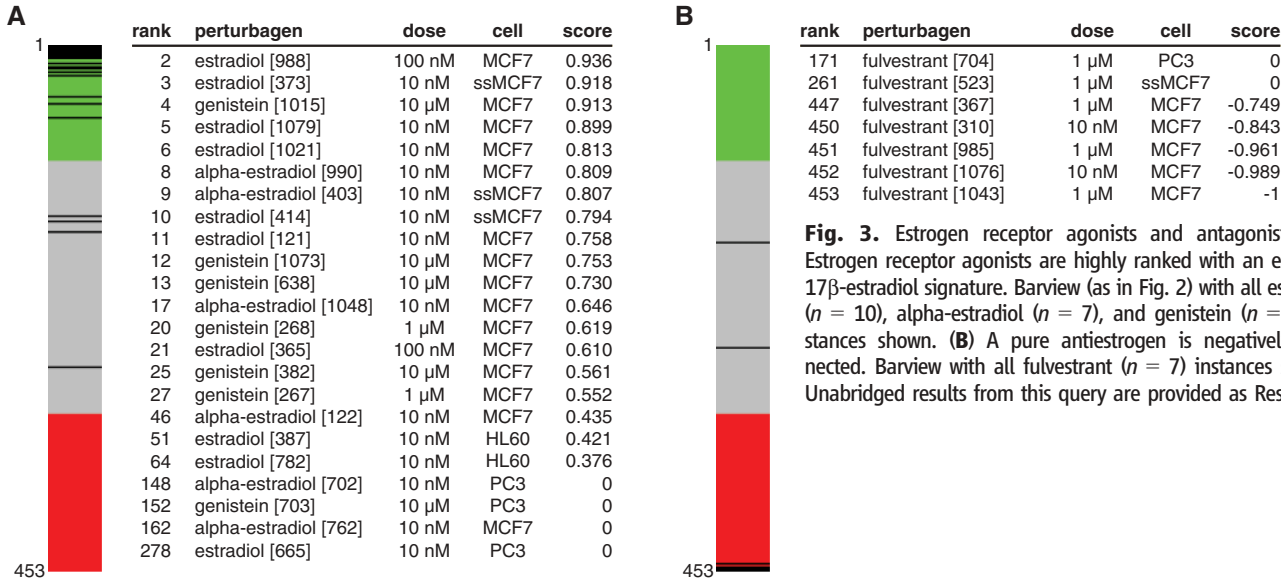 A
rank perturbagen dose cell score
1
2 estradiol [988] 100 nM MCF7 0.936
3 estradiol [373] 10 nM ssMCF7 0.918
4 genistein [1015] 10 µM MCF7 0.913
5 estradiol [1079] 10 nM MCF7 0.899
6 estradiol [1021] 10 nM MCF7 0.813
8 alpha-estradiol [990] 10 nM MCF7 0.809
9 alpha-estradiol [403] 10 nM ssMCF7 0.807
10 estradiol [414] 10 nM ssMCF7 0.794
11 estradiol [121] 10 nM MCF7 0.758
12 genistein [1073] 10 µM MCF7 0.753
13 genistein [638] 10 µM MCF7 0.730
17 alpha-estradiol [1048] 10 nM MCF7 0.646
20 genistein [268] 1 µM MCF7 0.619
21 estradiol [365] 100 nM MCF7 0.610
25 genistein [382] 10 µM MCF7 0.561
27 genistein [267] 1 µM MCF7 0.552
46 alpha-estradiol [122] 10 nM MCF7 0.435
51 estradiol [387] 10 nM HL60 0.421
64 estradiol [782] 10 nM HL60 0.376
148 alpha-estradiol [702] 10 nM PC3 0
152 genistein [703] 10 µM PC3 0
162 alpha-estradiol [762] 10 nM MCF7 0
278 estradiol [665] 10 nM PC3 0
453
B
rank perturbagen dose cell score
1
171 fulvestrant [704] 1 µM PC3 0
261 fulvestrant [523] 1 µM ssMCF7 0
447 fulvestrant [367] 1 µM MCF7 -0.749
450 fulvestrant [310] 10 nM MCF7 -0.843
451 fulvestrant [985] 1 µM MCF7 -0.961
452 fulvestrant [1076] 10 nM MCF7 -0.989
453 fulvestrant [1043] 1 µM MCF7 -1
453
Fig. 3. Estrogen receptor agonists and antagonist
Estrogen receptor agonists are highly ranked with an e
17β-estradiol signature. Barview (as in Fig. 2) with all es
(n = 10), alpha-estradiol (n = 7), and genistein (n =
stances shown. (B) A pure antiestrogen is negatively
nected. Barview with all fulvestrant (n = 7) instances
Unabridged results from this query are provided as Res